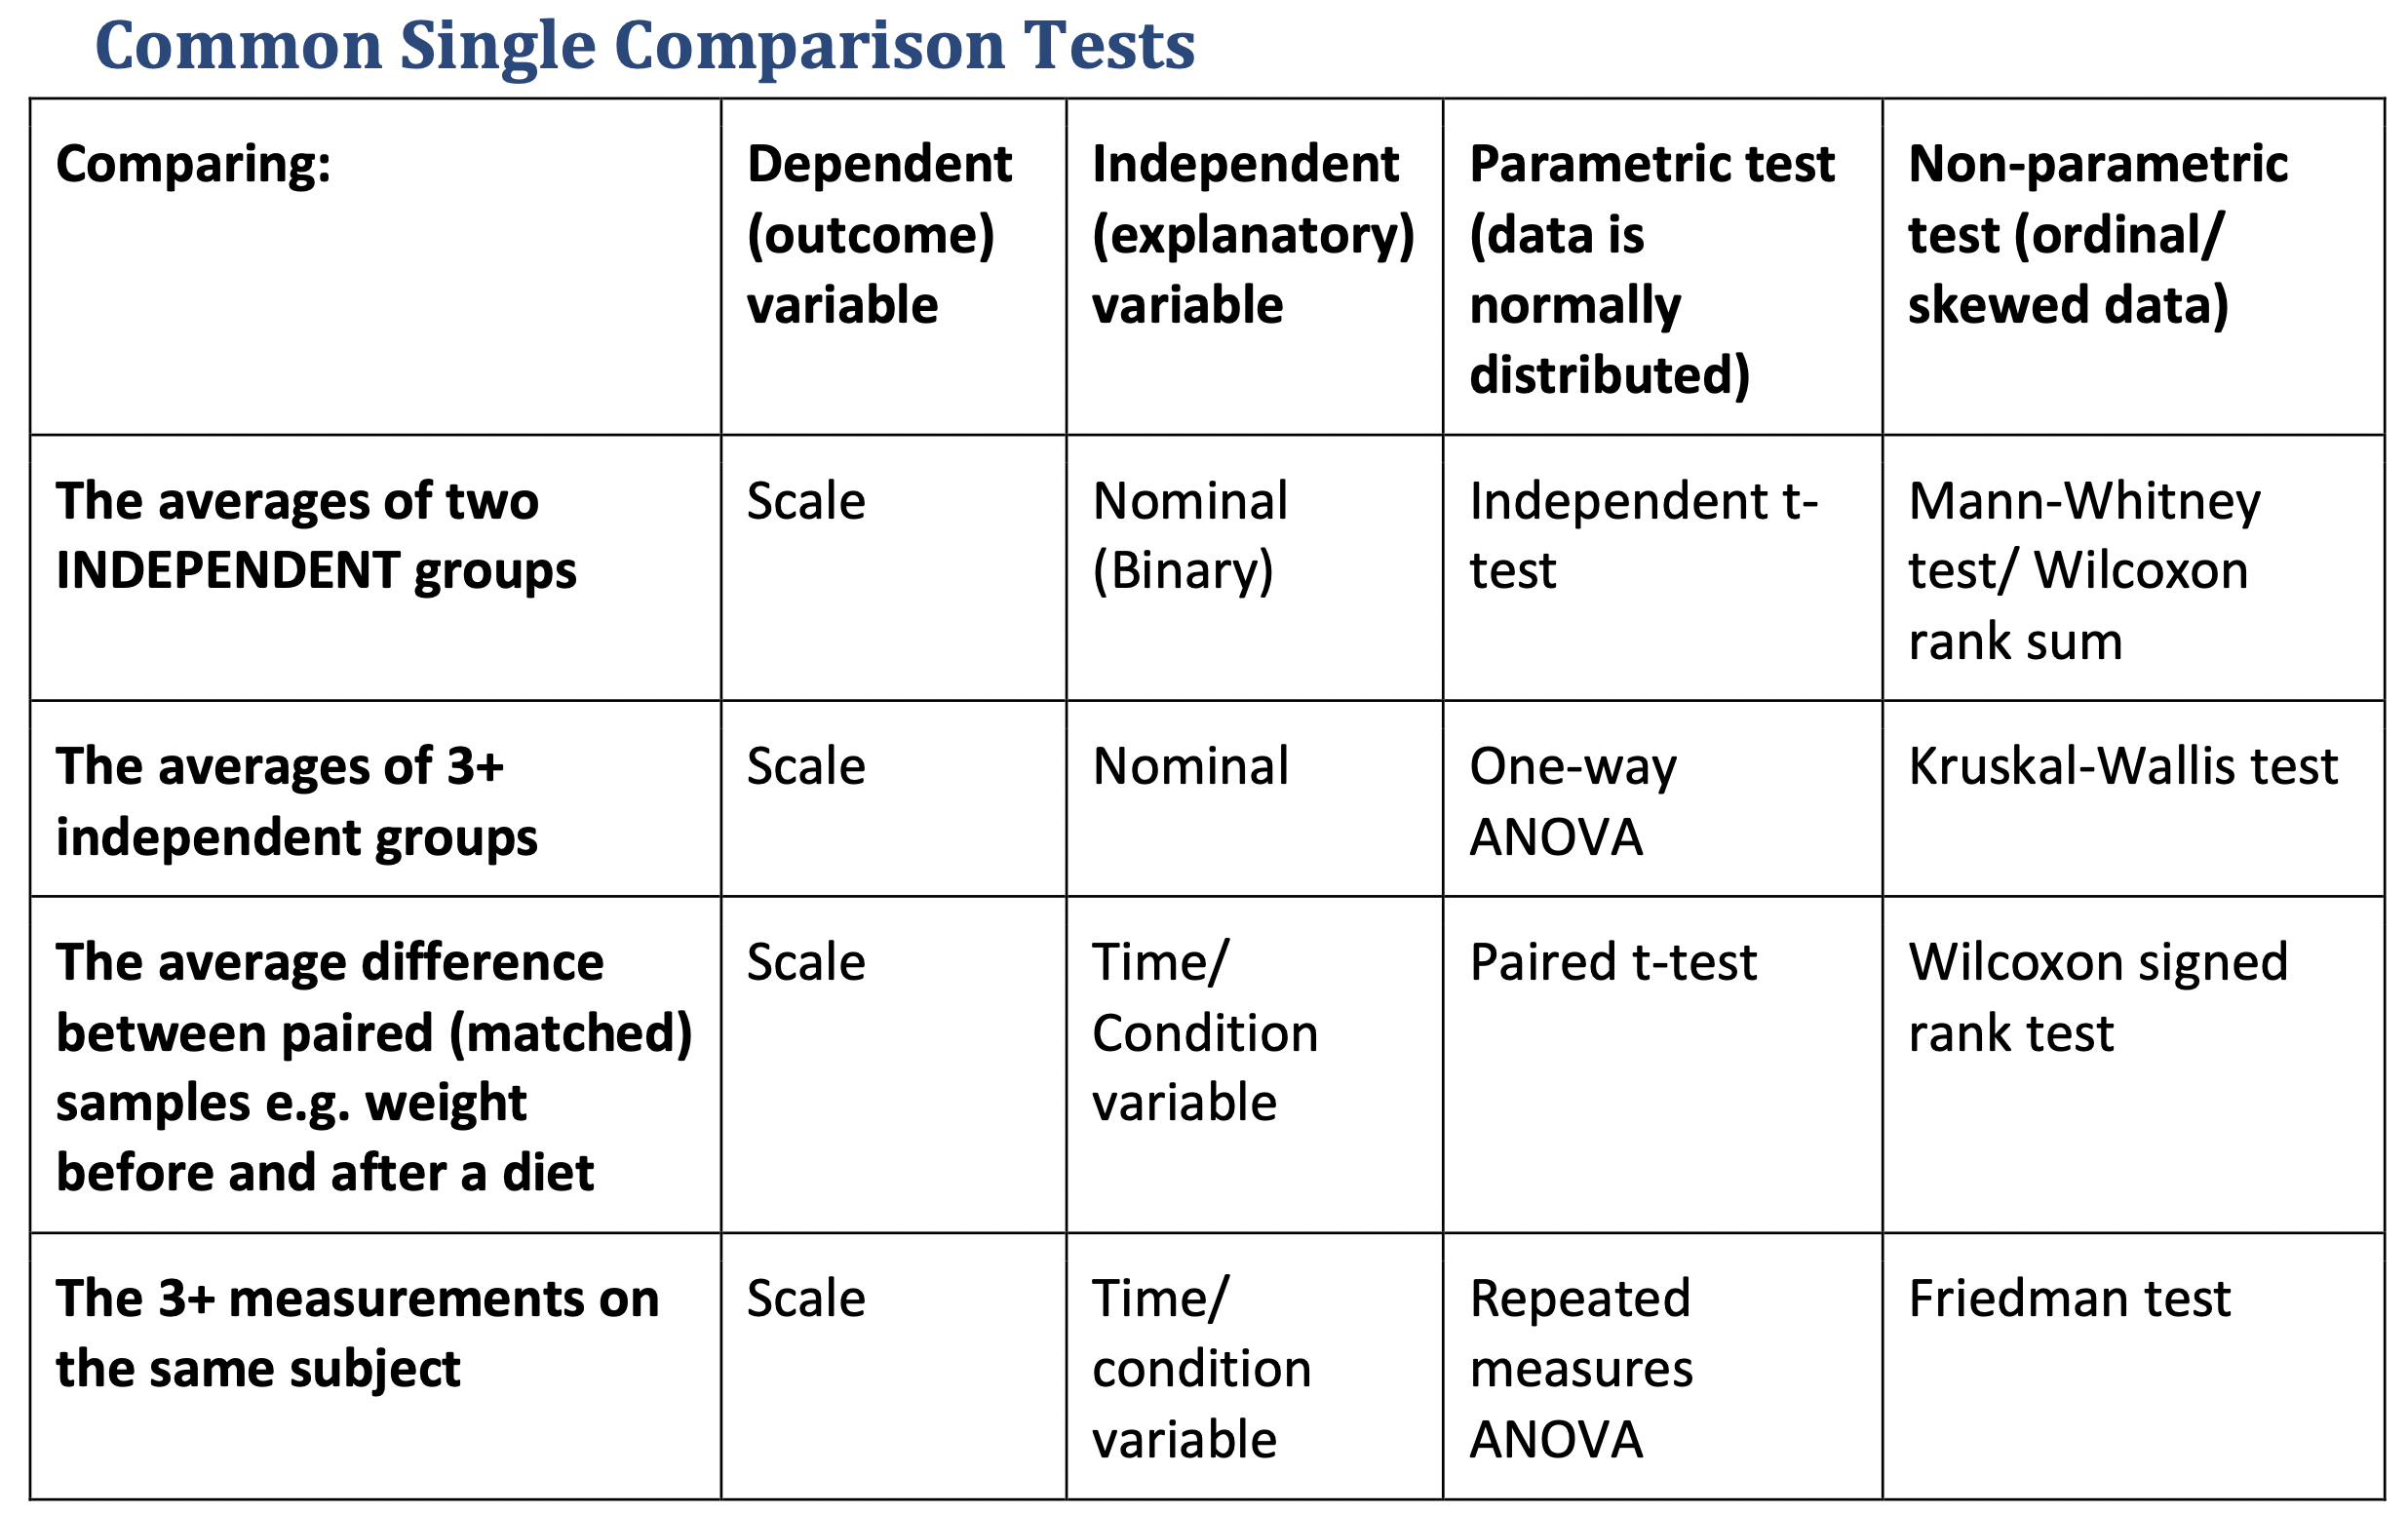 Common Single Comparison Tests
Comparing:
Dependent
(outcome)
variable
Independent
(explanatory)
variable
Parametric test
(data is
normally
distributed)
Non-parametric
test (ordinal/
skewed data)
The averages of two
INDEPENDENT groups
Scale
Nominal
(Binary)
Independent t-
test
Mann-Whitney
test/ Wilcoxon
rank sum
The averages of 3+
independent groups
Scale
Nominal
One-way
ANOVA
Kruskal-Wallis test
The average difference
between paired (matched)
samples e.g. weight
before and after a diet
Scale
Time/
Condition
variable
Paired t-test
Wilcoxon signed
rank test
The 3+ measurements on
the same subject
Scale
Time/
condition
variable
Repeated
measures
ANOVA
Friedman test